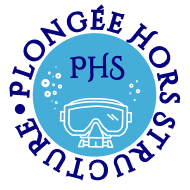 PLONGÉE HORS STRUCTURE •
PHS